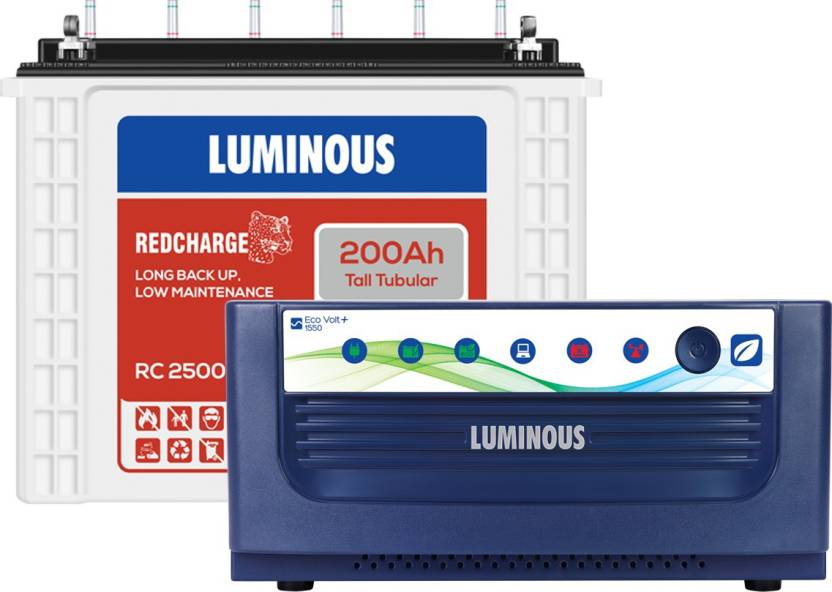 LUMINOUS
REDCHARGE
200Ah
Tall Tubular
LONG BACK UP,
LOW MAINTENANCE
RC 2500
Eco Volt+
1550
LUMINOUS